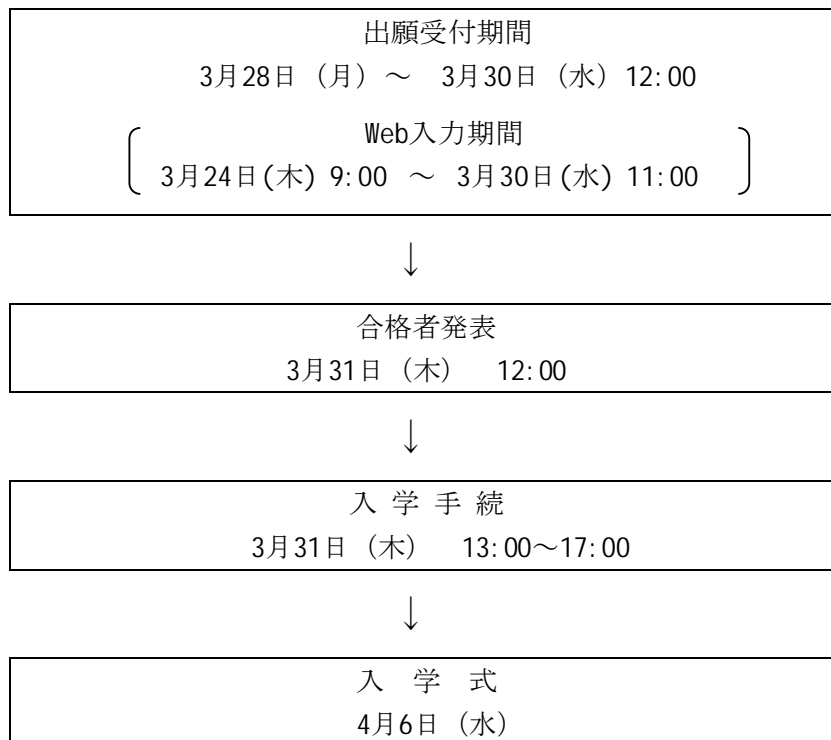 出願受付期間
3月28日（月）～ 3月30日（水）12:00
Web入力期間
3月24日(木) 9:00 ～ 3月30日(水) 11:00
↓
合格者発表
3月31日（木） 12:00
↓
入 学 手 続
3月31日（木） 13:00～17:00
↓
入 学 式
4月6日（水）